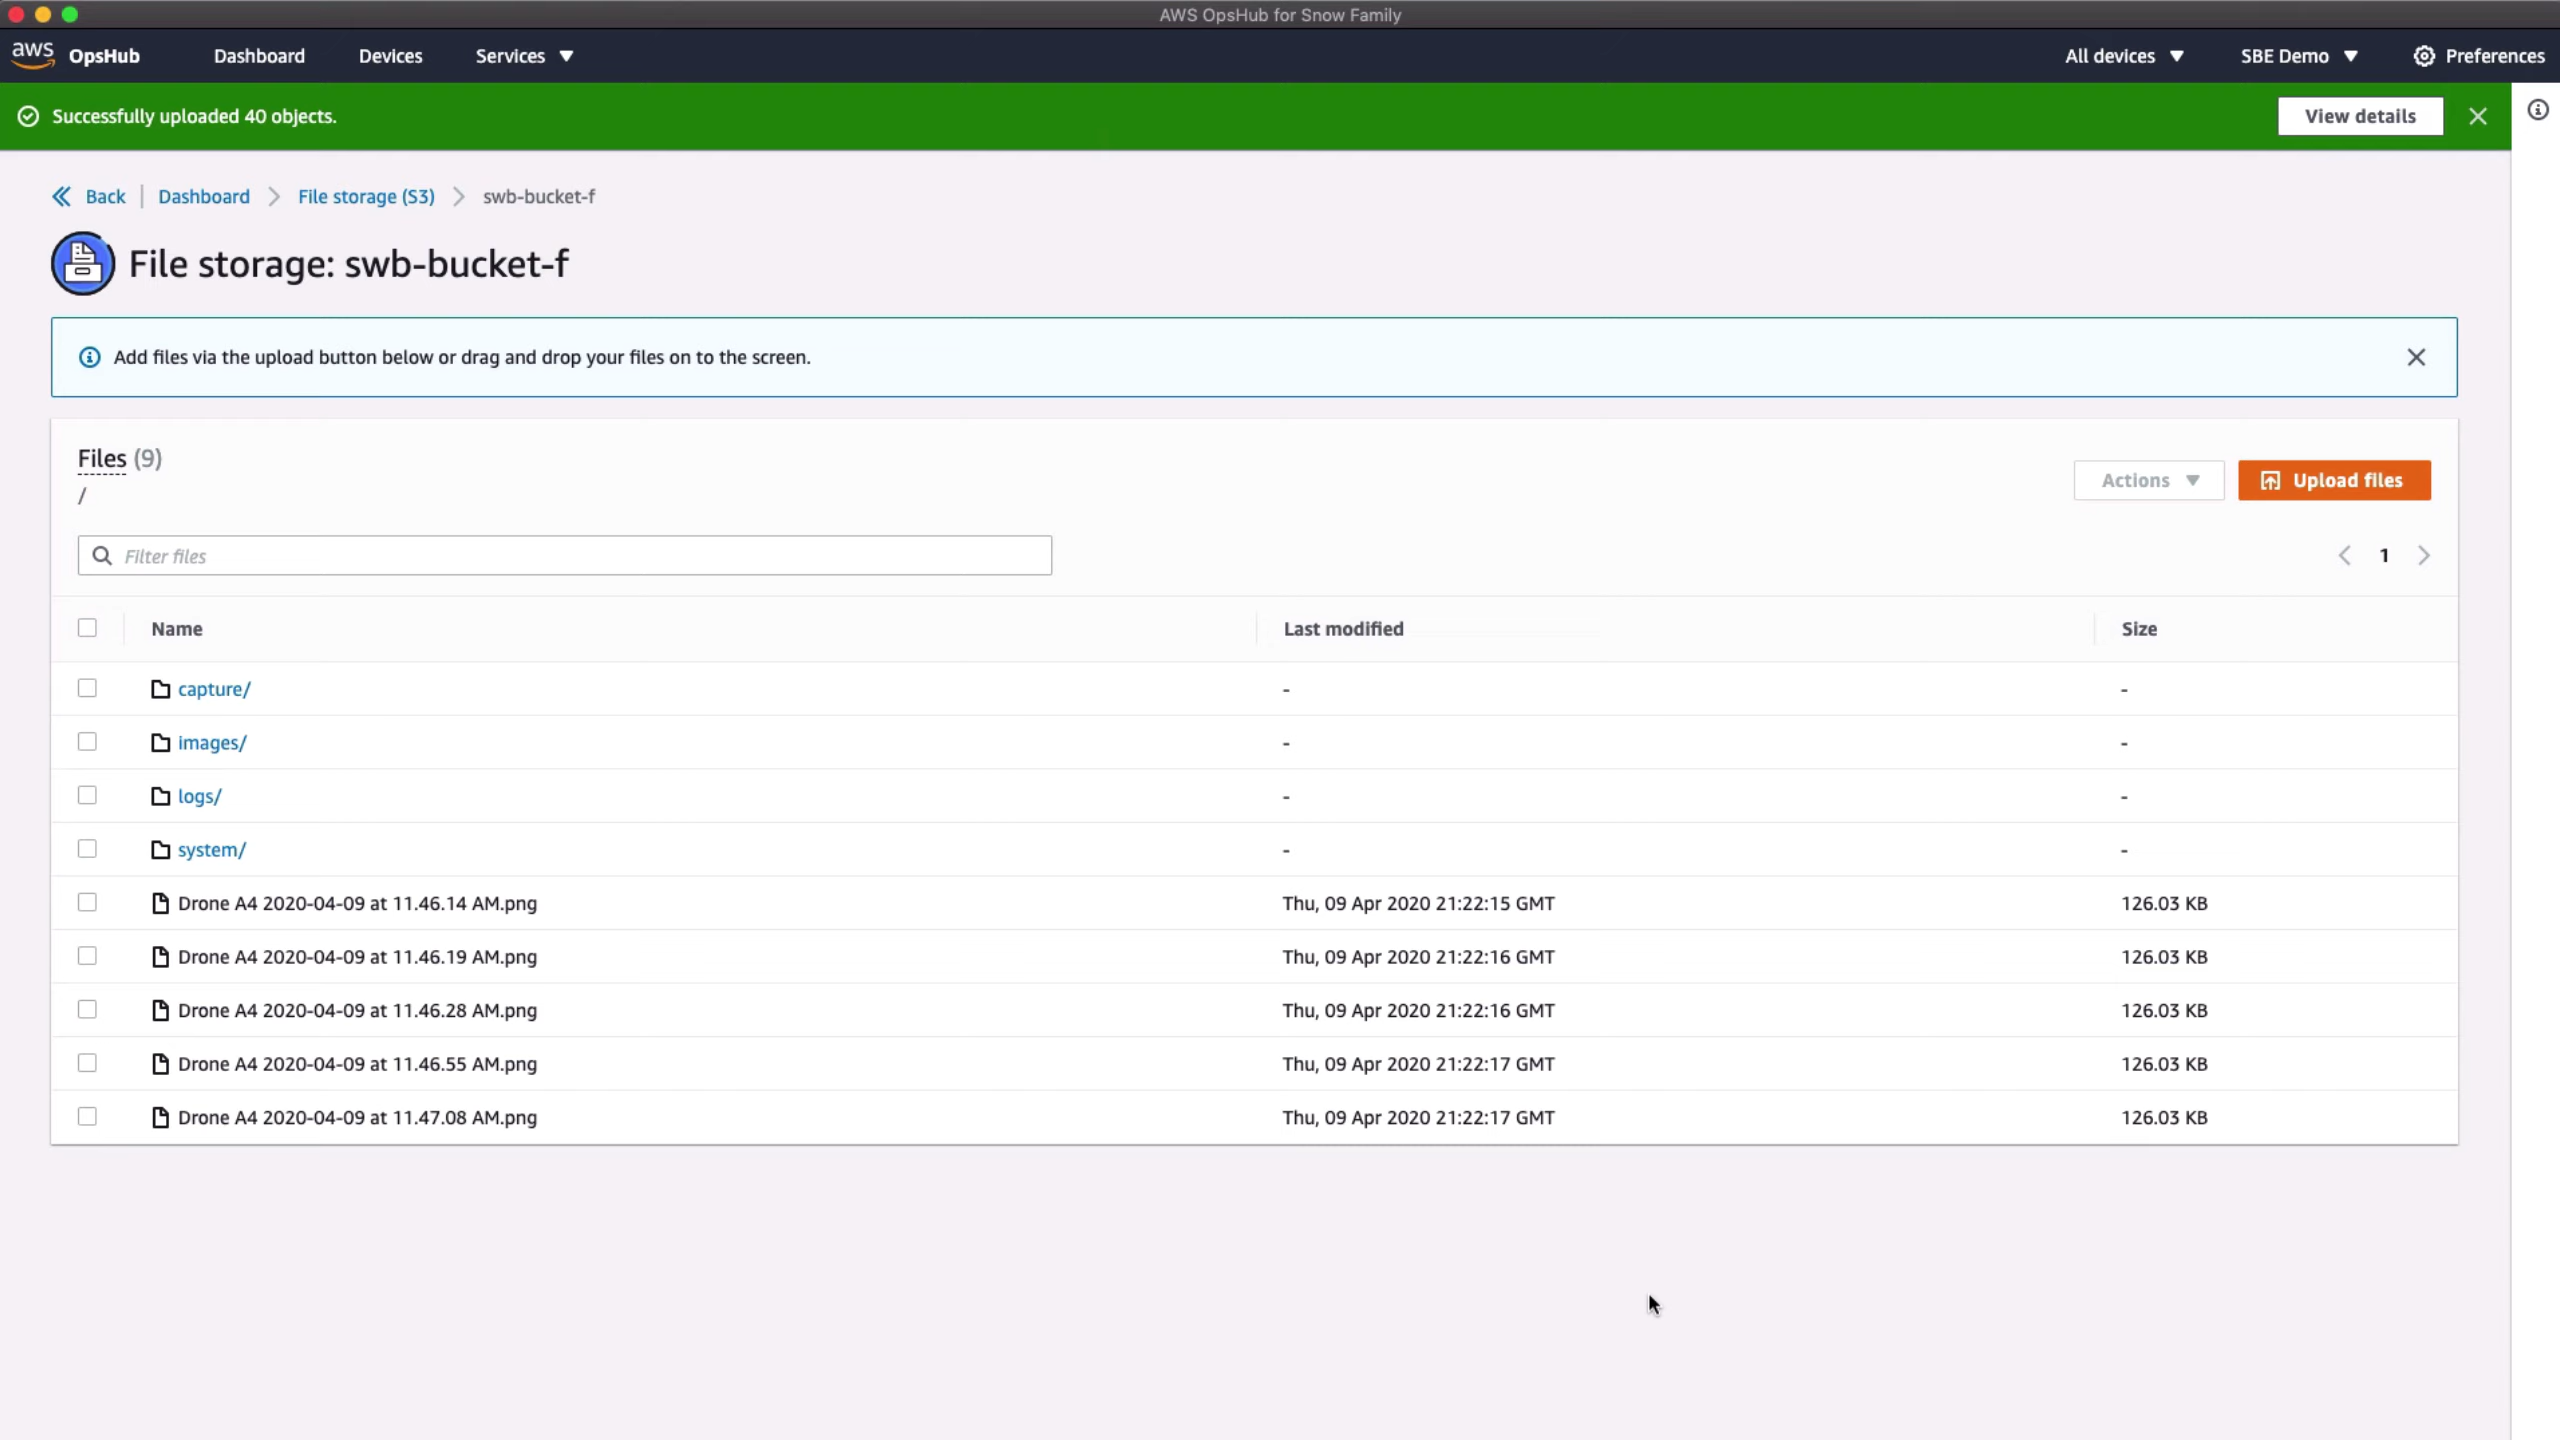 AWS OpsHub for Snow Family
aws OpsHub Dashboard Devices Services All devices SBE Demo Preferences
Successfully uploaded 40 objects. View details
Back Dashboard File storage (S3) swb-bucket-f
File storage: swb-bucket-f
Add files via the upload button below or drag and drop your files on to the screen.
Files (9)
/
Actions Upload files
Filter files 1
Name Last modified Size
capture/ - -
images/ - -
logs/ - -
system/ - -
Drone A4 2020-04-09 at 11.46.14 AM.png Thu, 09 Apr 2020 21:22:15 GMT 126.03 KB
Drone A4 2020-04-09 at 11.46.19 AM.png Thu, 09 Apr 2020 21:22:16 GMT 126.03 KB
Drone A4 2020-04-09 at 11.46.28 AM.png Thu, 09 Apr 2020 21:22:16 GMT 126.03 KB
Drone A4 2020-04-09 at 11.46.55 AM.png Thu, 09 Apr 2020 21:22:17 GMT 126.03 KB
Drone A4 2020-04-09 at 11.47.08 AM.png Thu, 09 Apr 2020 21:22:17 GMT 126.03 KB